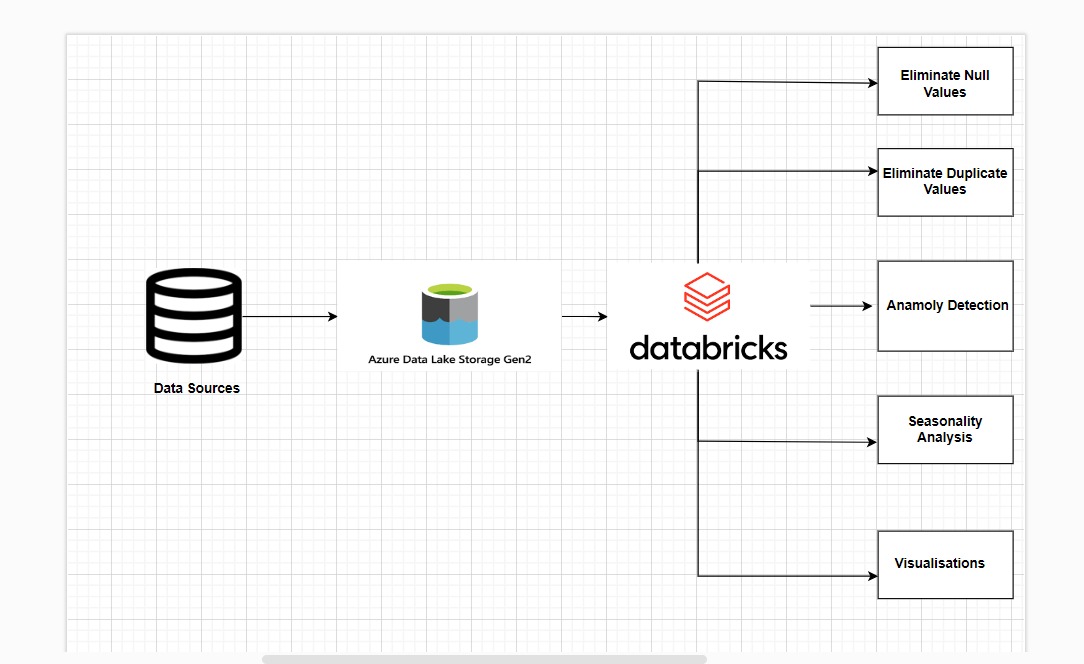 Eliminate Null
Values
Eliminate Duplicate
Values
Data Sources
Azure Data Lake Storage Gen2
databricks
Anamoly Detection
Seasonality
Analysis
Visualisations